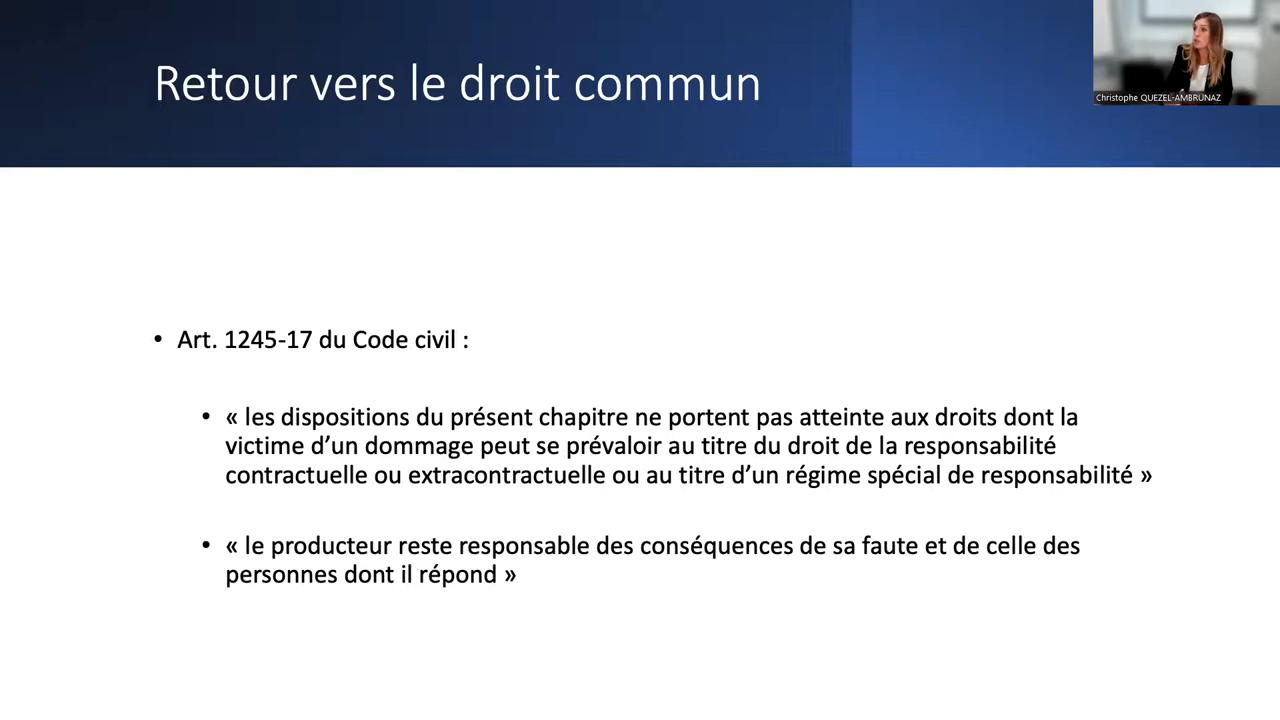 Retour vers le droit commun
Christophe QUEZEL-AMBRUNAZ
• Art. 1245-17 du Code civil :
• « les dispositions du présent chapitre ne portent pas atteinte aux droits dont la
victime d’un dommage peut se prévaloir au titre du droit de la responsabilité
contractuelle ou extracontractuelle ou au titre d’un régime spécial de responsabilité »
• « le producteur reste responsable des conséquences de sa faute et de celle des
personnes dont il répond »